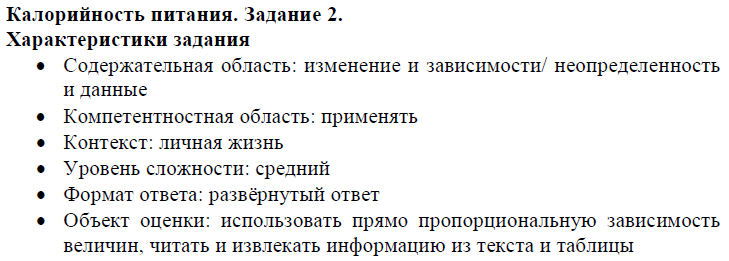 Калорийность питания. Задание 2.
Характеристики задания
• Содержательная область: изменение и зависимости/ неопределенность
и данные
• Компетентностная область: применять
• Контекст: личная жизнь
• Уровень сложности: средний
• Формат ответа: развёрнутый ответ
• Объект оценки: использовать прямо пропорциональную зависимость
величин, читать и извлекать информацию из текста и таблицы